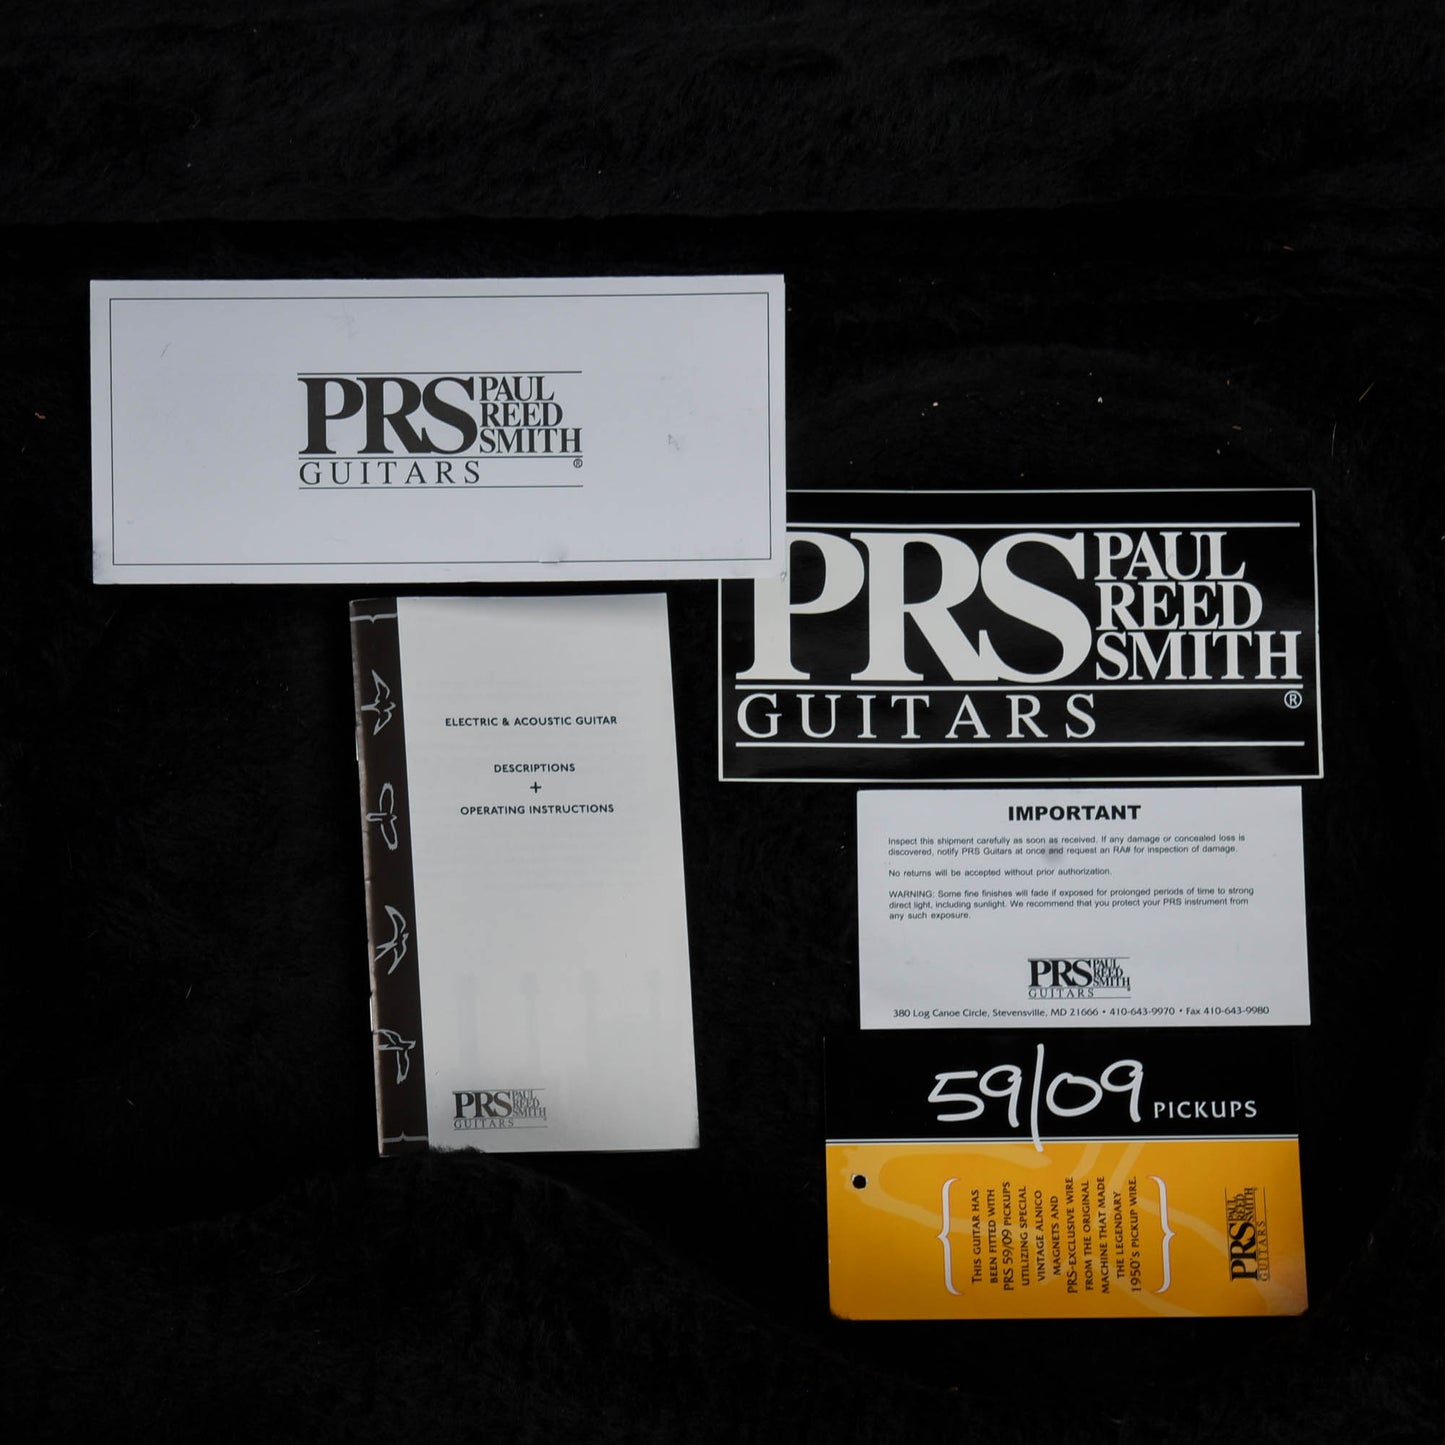 PRS PAUL
REED
SMITH
GUITARS ®
PRS PAUL
REED
SMITH
GUITARS ®
ELECTRIC & ACOUSTIC GUITAR
DESCRIPTIONS
+
OPERATING INSTRUCTIONS
PRS PAUL
REED
SMITH
GUITARS
IMPORTANT
Inspect this shipment carefully as soon as received. If any damage or concealed loss is
discovered, notify PRS Guitars at once and request an RA# for inspection of damage.
No returns will be accepted without prior authorization.
WARNING: Some fine finishes will fade if exposed for prolonged periods of time to strong
direct light, including sunlight. We recommend that you protect your PRS instrument from
any such exposure.
PRS PAUL
REED
SMITH
GUITARS
380 Log Canoe Circle, Stevensville, MD 21666 • 410-643-9970 • Fax 410-643-9980
59/09 PICKUPS
THIS GUITAR HAS
BEEN FITTED WITH
PRS 59/09 PICKUPS
UTILIZING SPECIAL
VINTAGE ALNICO
MAGNETS AND
PRS-EXCLUSIVE WIRE
FROM THE ORIGINAL
MACHINE THAT MADE
THE LEGENDARY
1950'S PICKUP WIRE.
PRS PAUL
REED
SMITH
GUITARS